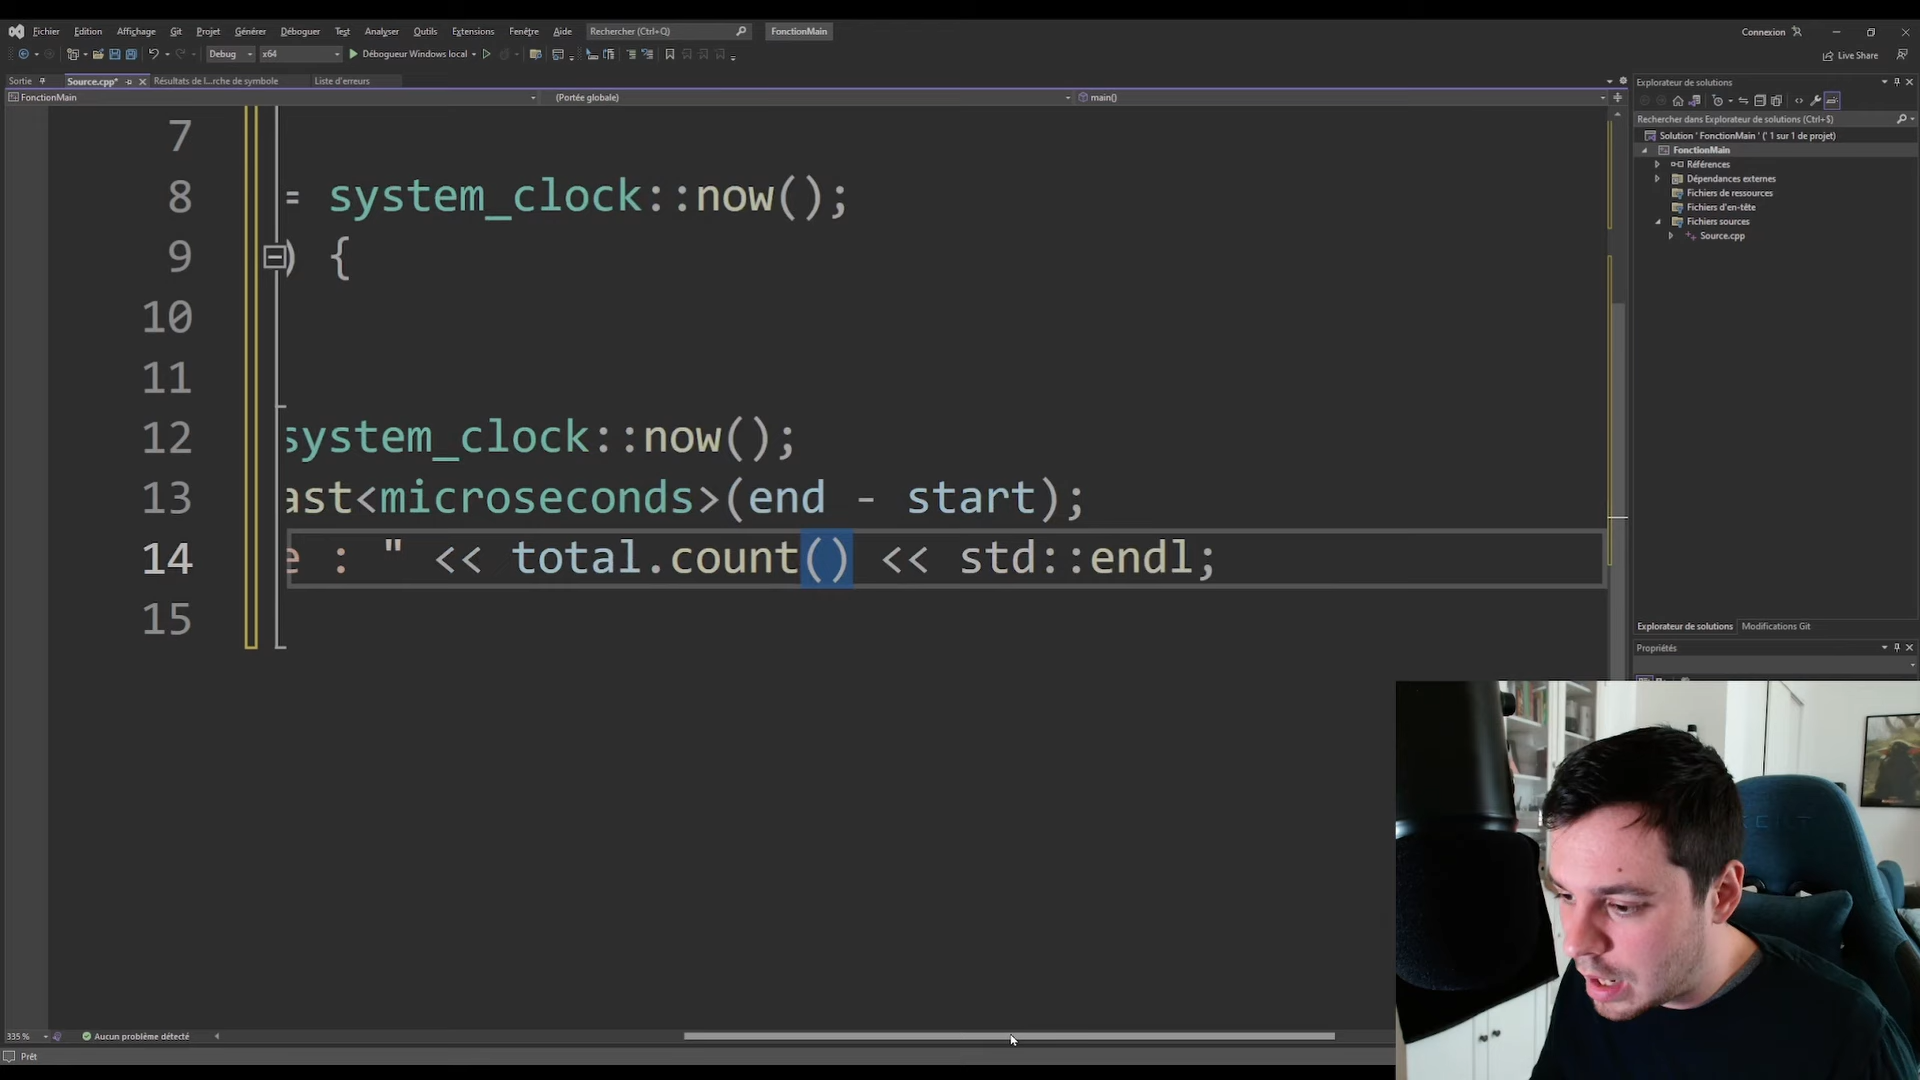 Fichier Edition Affichage Git Projet Générer Déboguer Test Analyser Outils Extensions Fenêtre Aide Rechercher (Ctrl+Q) FonctionMain Connexion
Debug x64 Débogueur Windows local Live Share
Sortie Source.cpp* Résultats de l...rche de symbole Liste d'erreurs
FonctionMain (Portée globale) main()
7
8 = system_clock::now();
9 ) {
10
11
12 system_clock::now();
13 ast<microseconds>(end - start);
14 e : " << total.count() << std::endl;
15
335 % Aucun problème détecté
Prêt
Explorateur de solutions
Rechercher dans Explorateur de solutions (Ctrl+$)
Solution ' FonctionMain ' (' 1 sur 1 de projet)
FonctionMain
Références
Dépendances externes
Fichiers de ressources
Fichiers d'en-tête
Fichiers sources
Source.cpp
Explorateur de solutions Modifications Git
Propriétés